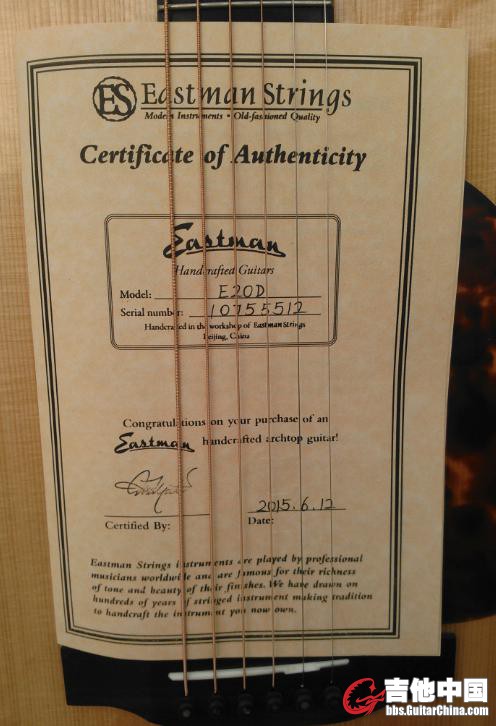 ES Eastman Strings
Modern Instruments • Old-fashioned Quality
Certificate of Authenticity
Eastman
Handcrafted Guitars
Model: E20D
Serial number: 10755512
Handcrafted in the workshop of Eastman Strings
Beijing, China
Congratulations on your purchase of an
Eastman handcrafted archtop guitar!
2015.6.12
Certified By: Date:
Eastman Strings instruments are played by professional
musicians worldwide and are famous for their richness
of tone and beauty of their finishes. We have drawn on
hundreds of years of stringed instrument making tradition
to handcraft the instrument you now own.
吉他中国
bbs.GuitarChina.com